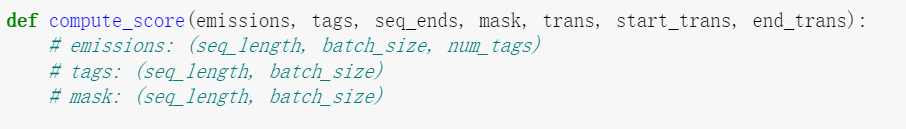 def compute_score(emissions, tags, seq_ends, mask, trans, start_trans, end_trans):
    # emissions: (seq_length, batch_size, num_tags)
    # tags: (seq_length, batch_size)
    # mask: (seq_length, batch_size)